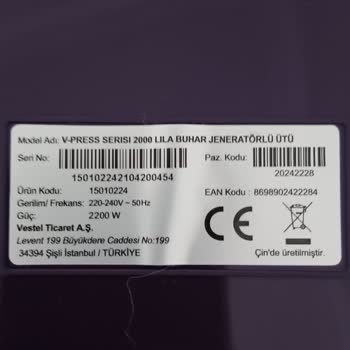 Model Adı: V-PRESS SERISI 2000 LILA BUHAR JENERATÖRLÜ ÜTÜ
Seri No:
150102242104200454
Paz. Kodu:
20242228
Ürün Kodu: 15010224
EAN Kodu: 8698902422284
Gerilim/ Frekans: 220-240V ~ 50Hz
Güç: 2200 W
Vestel Ticaret A.Ş.
Levent 199 Büyükdere Caddesi No:199
34394 Şişli İstanbul / TÜRKİYE
CE
Çin'de üretilmiştir.